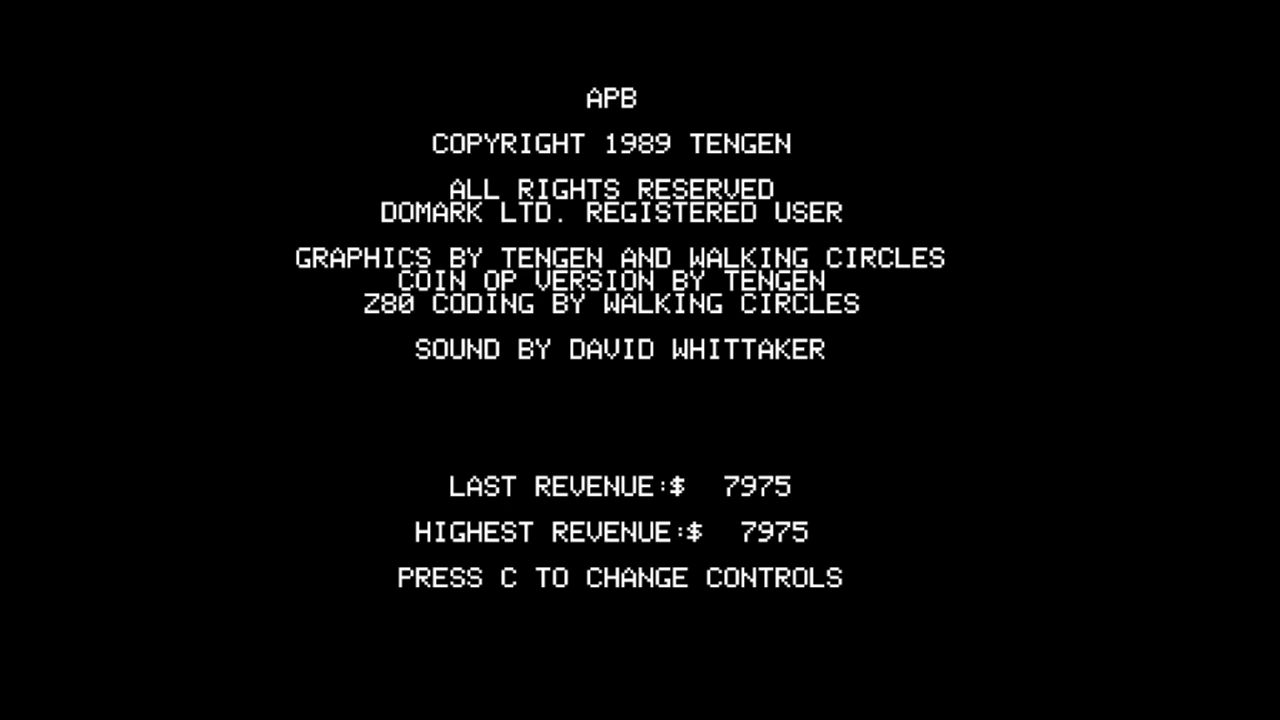 APB
COPYRIGHT 1989 TENGEN
ALL RIGHTS RESERVED
DOMARK LTD. REGISTERED USER
GRAPHICS BY TENGEN AND WALKING CIRCLES
COIN OP VERSION BY TENGEN
Z80 CODING BY WALKING CIRCLES
SOUND BY DAVID WHITTAKER
LAST REVENUE:$ 7975
HIGHEST REVENUE:$ 7975
PRESS C TO CHANGE CONTROLS